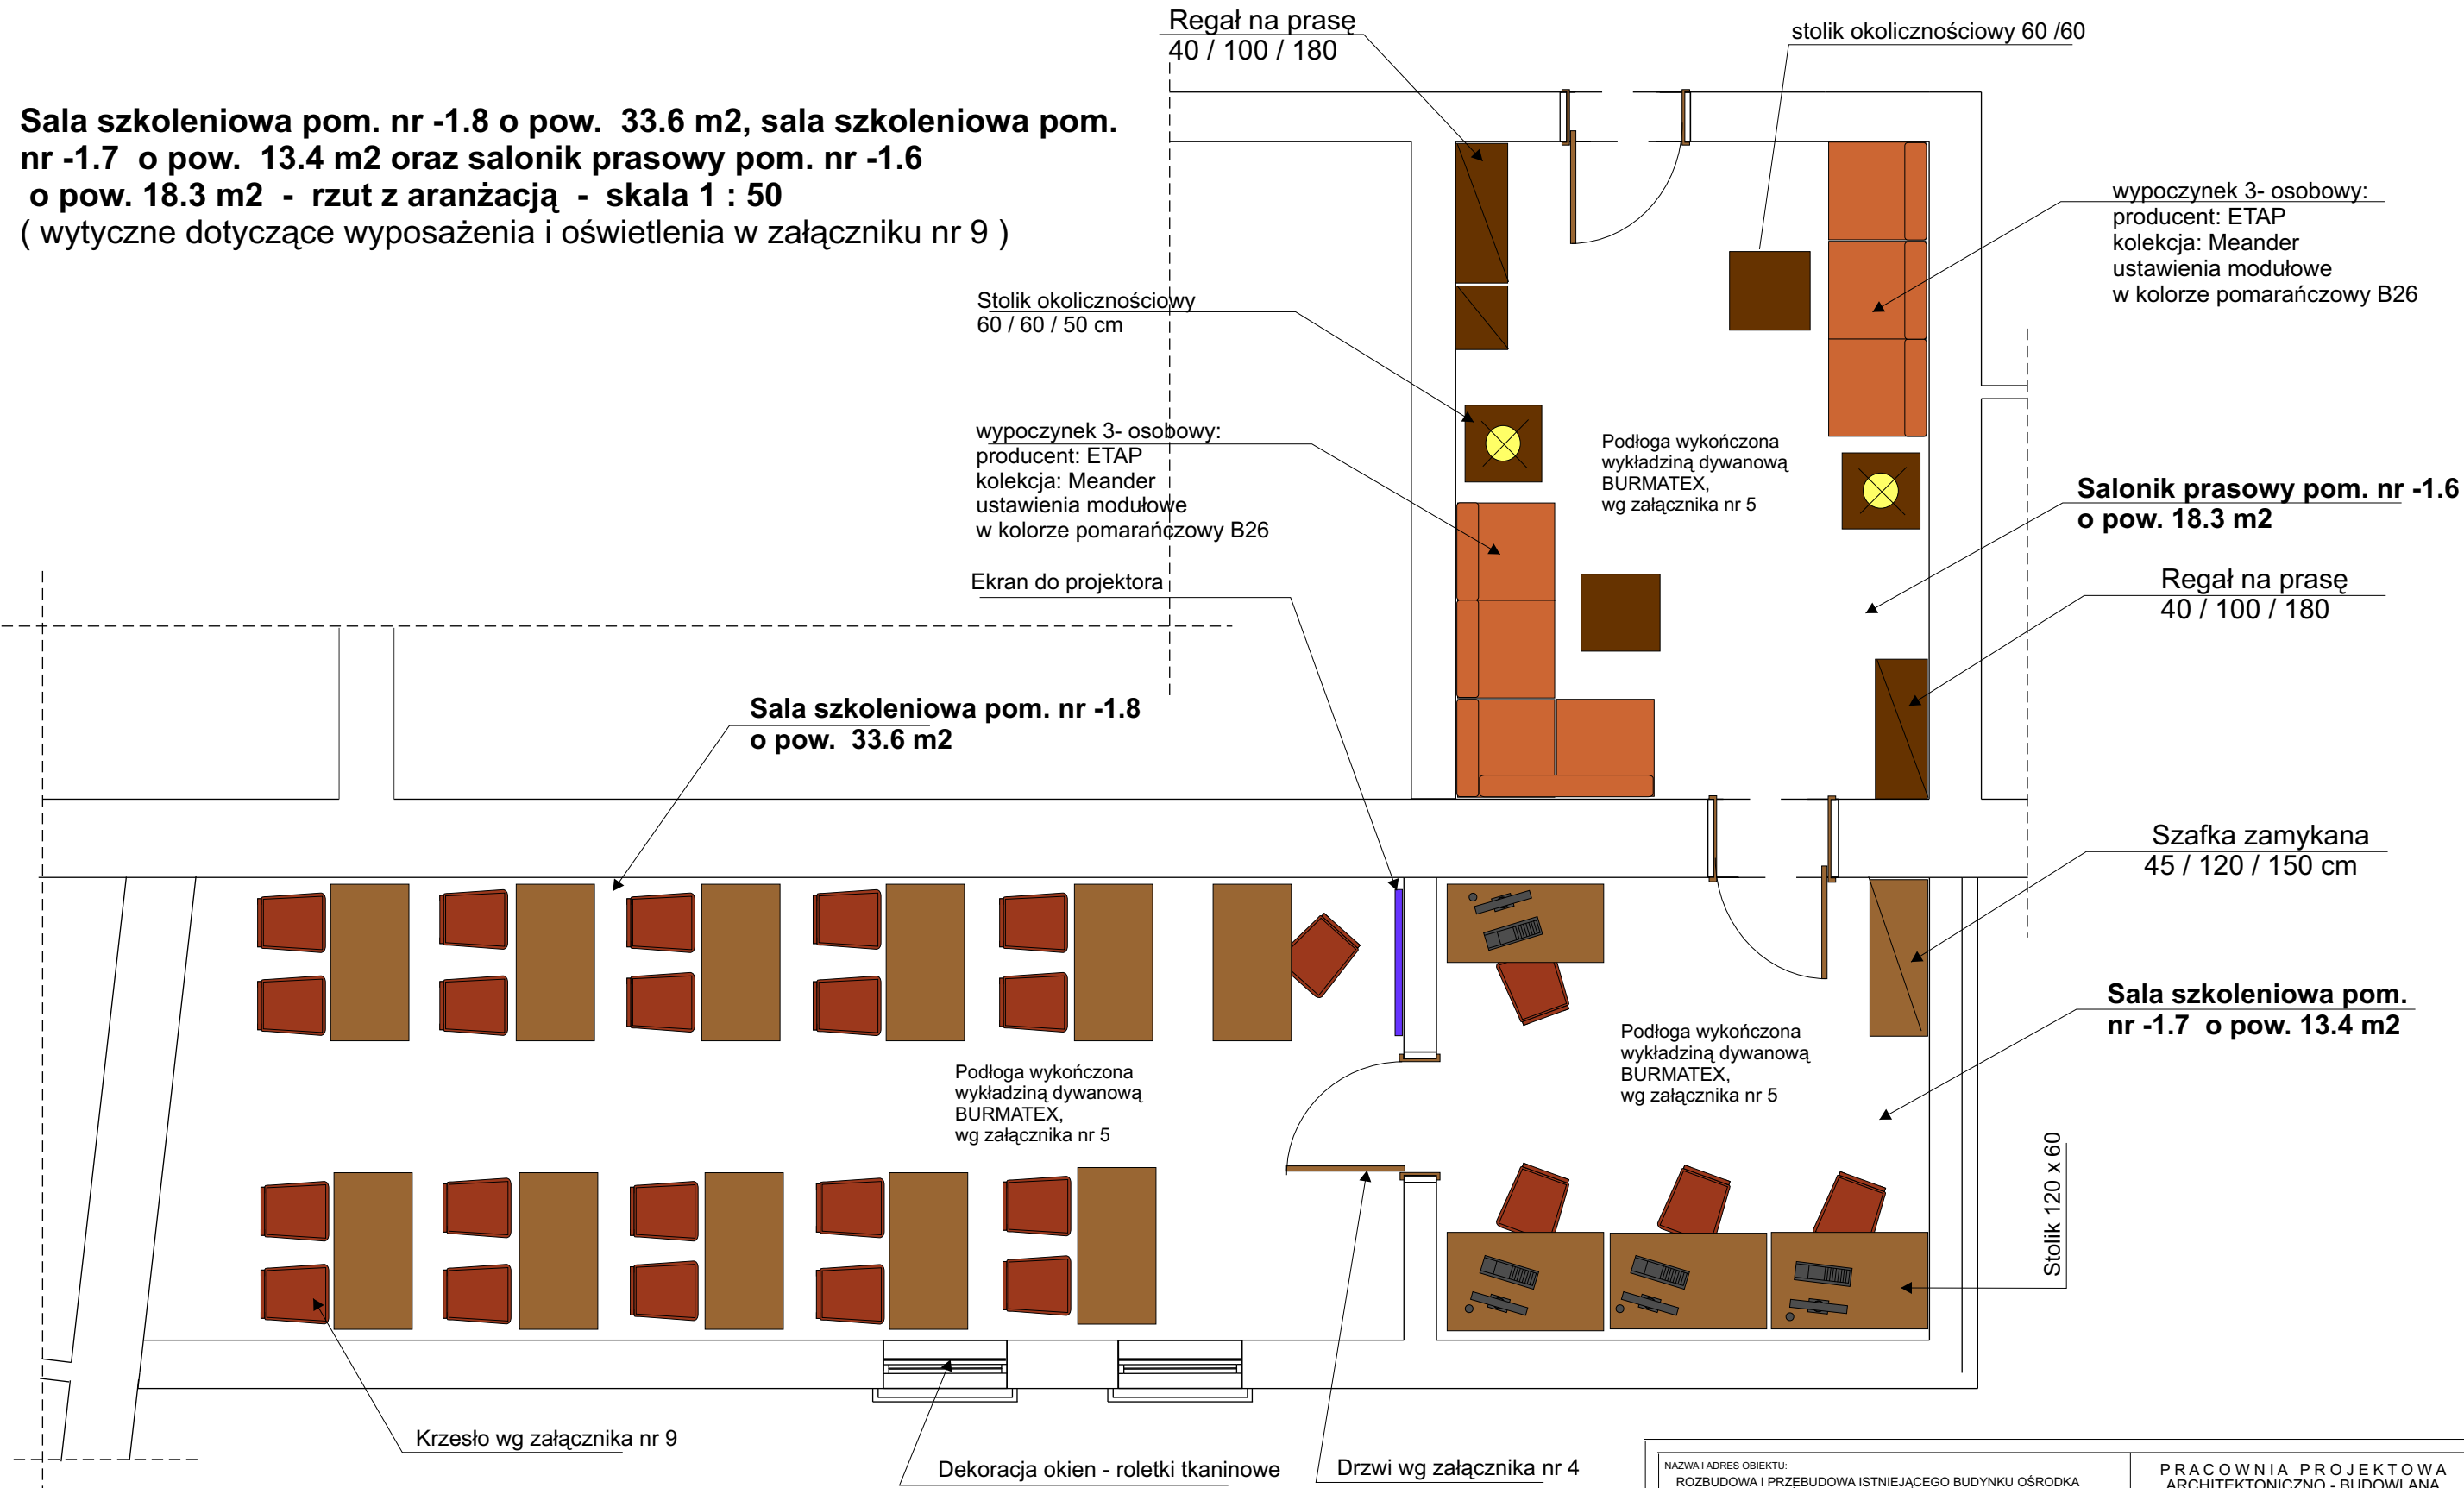 Regał na prasę
40 / 100 / 180
stolik okolicznościowy 60 /60
Sala szkoleniowa pom. nr -1.8 o pow. 33.6 m2, sala szkoleniowa pom.
nr -1.7 o pow. 13.4 m2 oraz salonik prasowy pom. nr -1.6
o pow. 18.3 m2 - rzut z aranżacją - skala 1 : 50
( wytyczne dotyczące wyposażenia i oświetlenia w załączniku nr 9 )
wypoczynek 3- osobowy:
producent: ETAP
kolekcja: Meander
ustawienia modułowe
w kolorze pomarańczowy B26
Stolik okolicznościowy
60 / 60 / 50 cm
wypoczynek 3- osobowy:
producent: ETAP
kolekcja: Meander
ustawienia modułowe
w kolorze pomarańczowy B26
Podłoga wykończona
wykładziną dywanową
BURMATEX,
wg załącznika nr 5
Salonik prasowy pom. nr -1.6
o pow. 18.3 m2
Ekran do projektora
Regał na prasę
40 / 100 / 180
Sala szkoleniowa pom. nr -1.8
o pow. 33.6 m2
Szafka zamykana
45 / 120 / 150 cm
Sala szkoleniowa pom.
nr -1.7 o pow. 13.4 m2
Podłoga wykończona
wykładziną dywanową
BURMATEX,
wg załącznika nr 5
Podłoga wykończona
wykładziną dywanową
BURMATEX,
wg załącznika nr 5
Stolik 120 x 60
Krzesło wg załącznika nr 9
Dekoracja okien - roletki tkaninowe
Drzwi wg załącznika nr 4
NAZWA I ADRES OBIEKTU:
ROZBUDOWA I PRZEBUDOWA ISTNIEJĄCEGO BUDYNKU OŚRODKA
PRACOWNIA PROJEKTOWA
ARCHITEKTONICZNO - BUDOWLANA